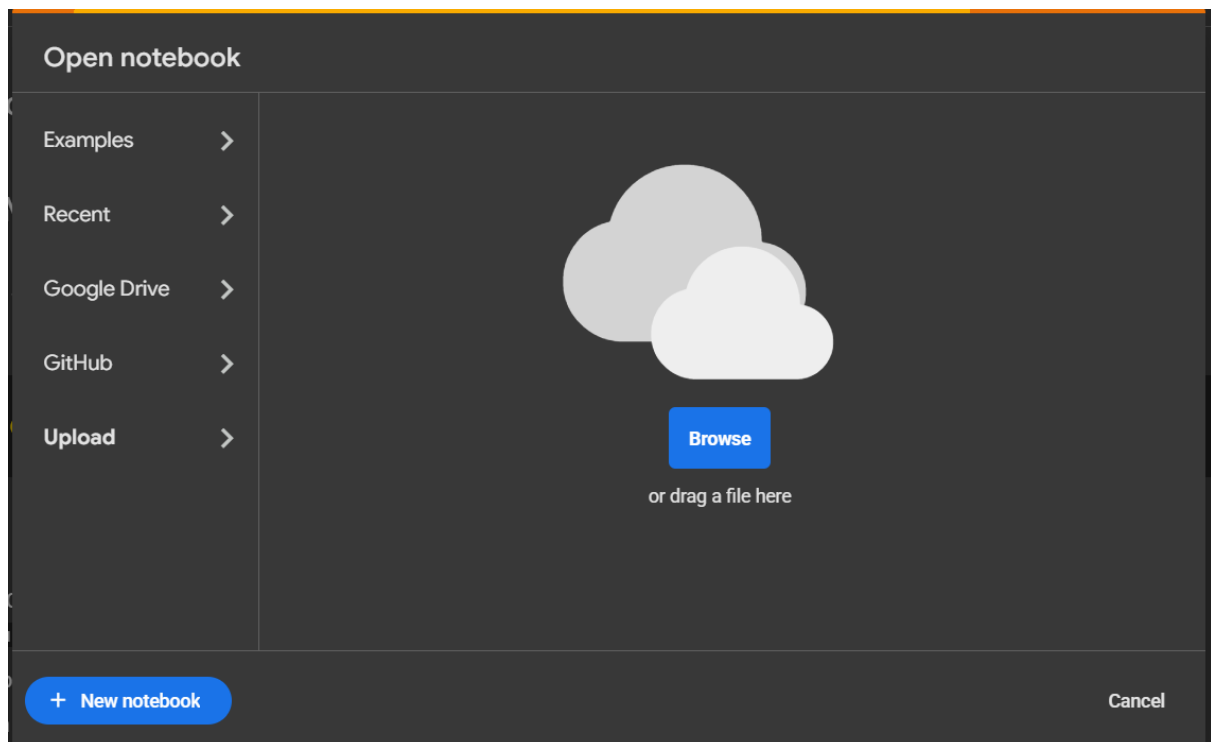 Open notebook
Examples
Recent
Google Drive
GitHub
Upload
Browse
or drag a file here
+ New notebook
Cancel